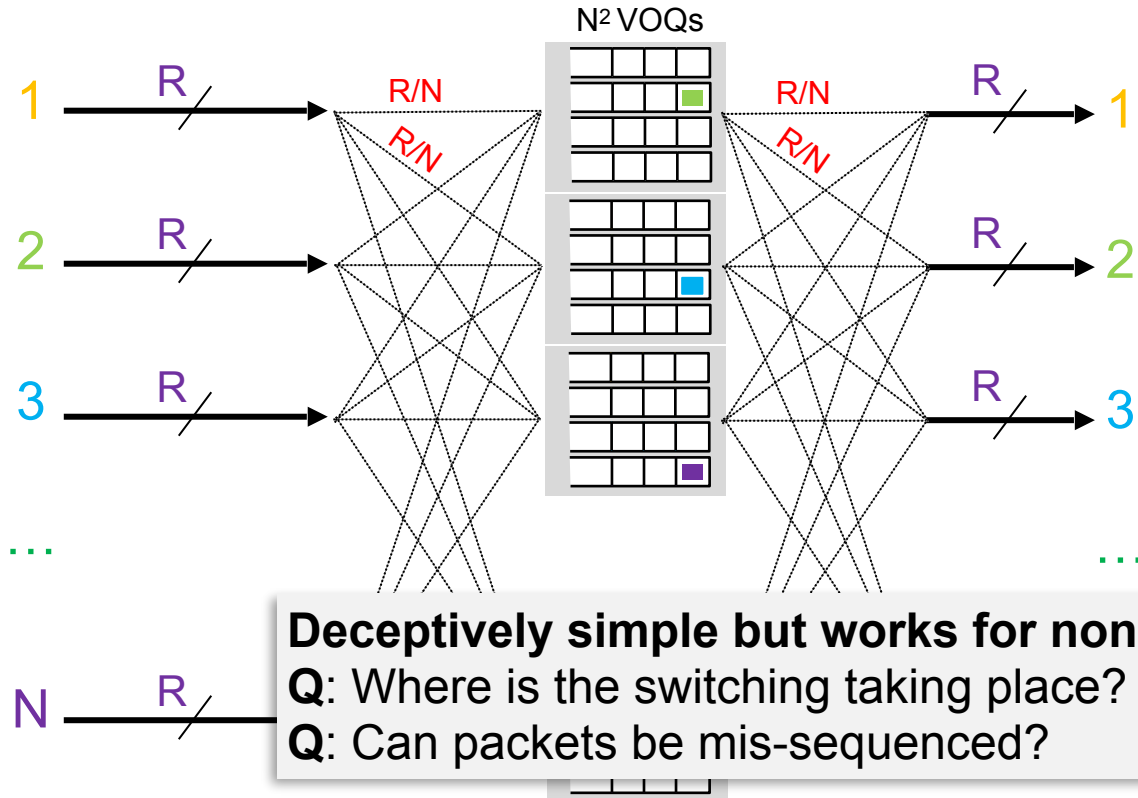 N² VOQs
1 R R/N R/N R 1
R/N R/N
2 R R 2
3 R R 3
... ...
N R
Deceptively simple but works for non
Q: Where is the switching taking place?
Q: Can packets be mis-sequenced?